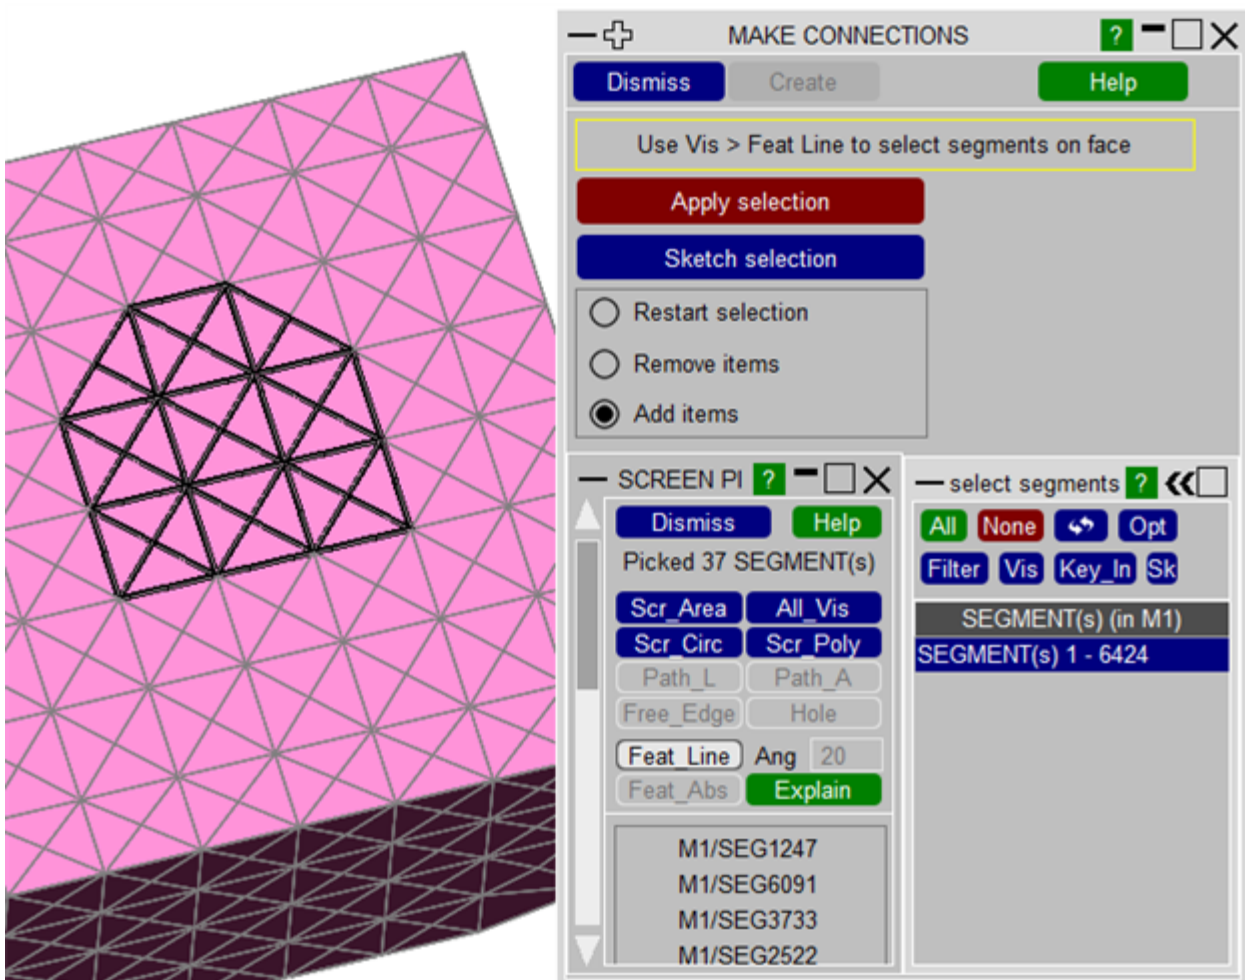 MAKE CONNECTIONS ?
Dismiss Create Help
Use Vis > Feat Line to select segments on face
Apply selection
Sketch selection
Restart selection
Remove items
Add items
SCREEN PI ?
Dismiss Help
Picked 37 SEGMENT(s)
Scr_Area All_Vis
Scr_Circ Scr_Poly
Path_L Path_A
Free_Edge Hole
Feat_Line Ang 20
Feat_Abs Explain
M1/SEG1247
M1/SEG6091
M1/SEG3733
M1/SEG2522
select segments ?
All None Opt
Filter Vis Key_In Sk
SEGMENT(s) (in M1)
SEGMENT(s) 1 - 6424